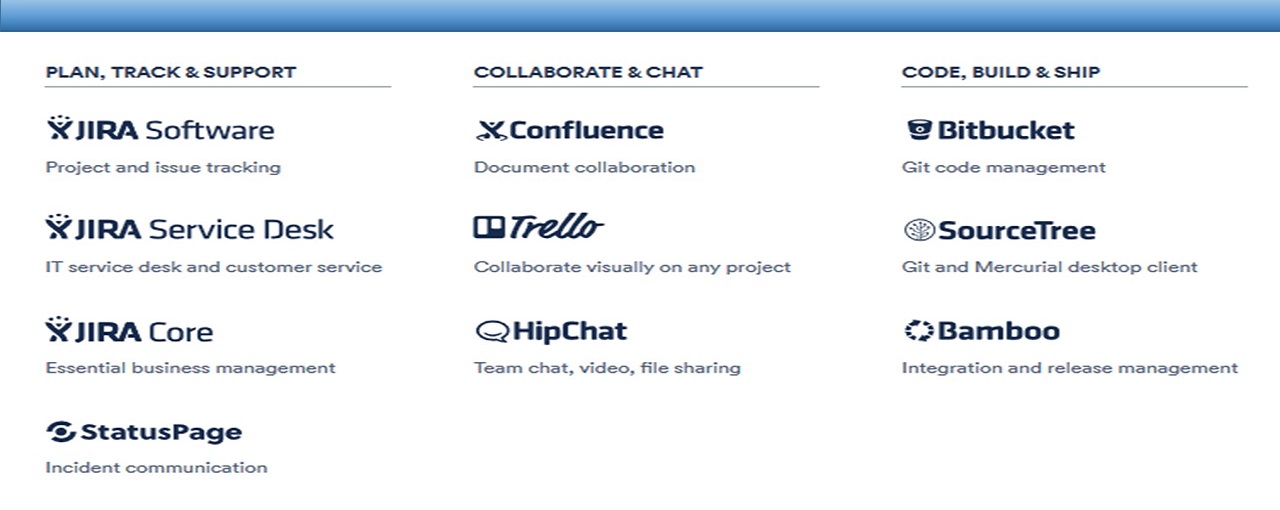 PLAN, TRACK & SUPPORT
JIRA Software
Project and issue tracking
JIRA Service Desk
IT service desk and customer service
JIRA Core
Essential business management
StatusPage
Incident communication
COLLABORATE & CHAT
Confluence
Document collaboration
Trello
Collaborate visually on any project
HipChat
Team chat, video, file sharing
CODE, BUILD & SHIP
Bitbucket
Git code management
SourceTree
Git and Mercurial desktop client
Bamboo
Integration and release management